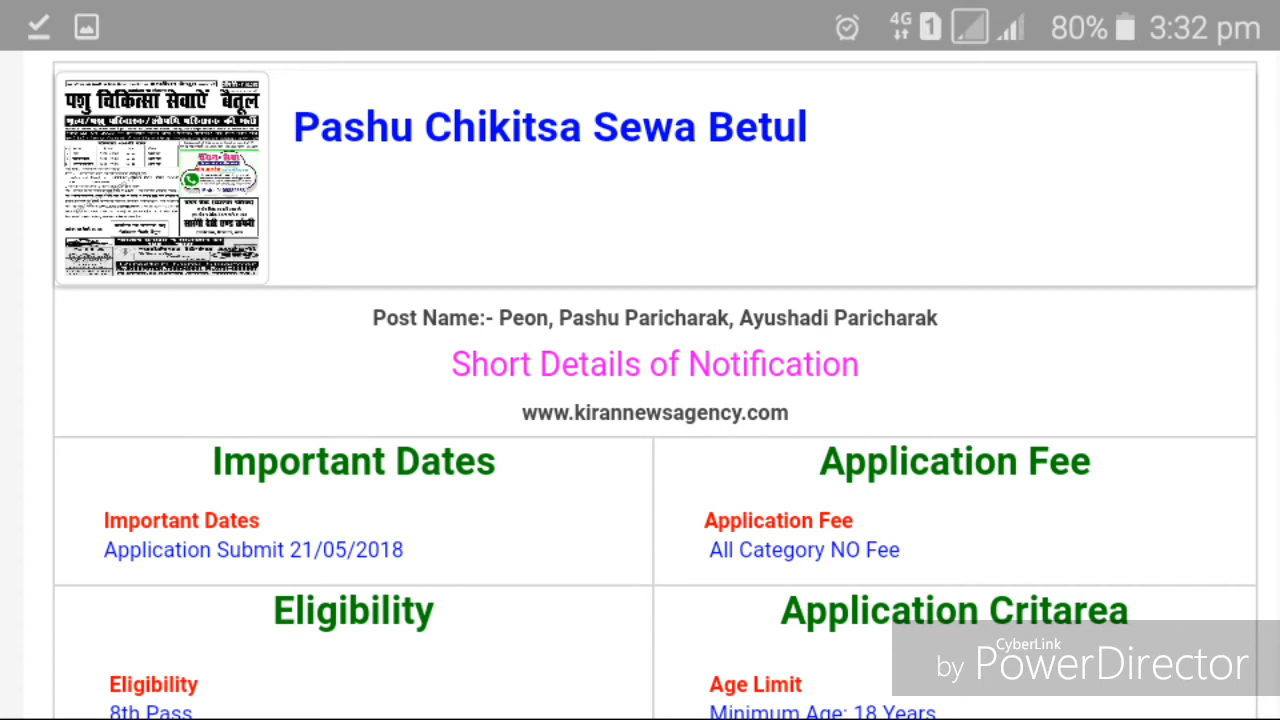 4G
1
80%
3:32 pm
पशु चिकित्सा सेवाऐं बैतूल
Pashu Chikitsa Sewa Betul
Post Name:- Peon, Pashu Paricharak, Ayushadi Paricharak
Short Details of Notification
www.kirannewsagency.com
Important Dates
Application Fee
Important Dates
Application Submit 21/05/2018
Application Fee
All Category NO Fee
Eligibility
Application Critarea
Eligibility
8th Pass
Age Limit
Minimum Age: 18 Years
CyberLink
by PowerDirector